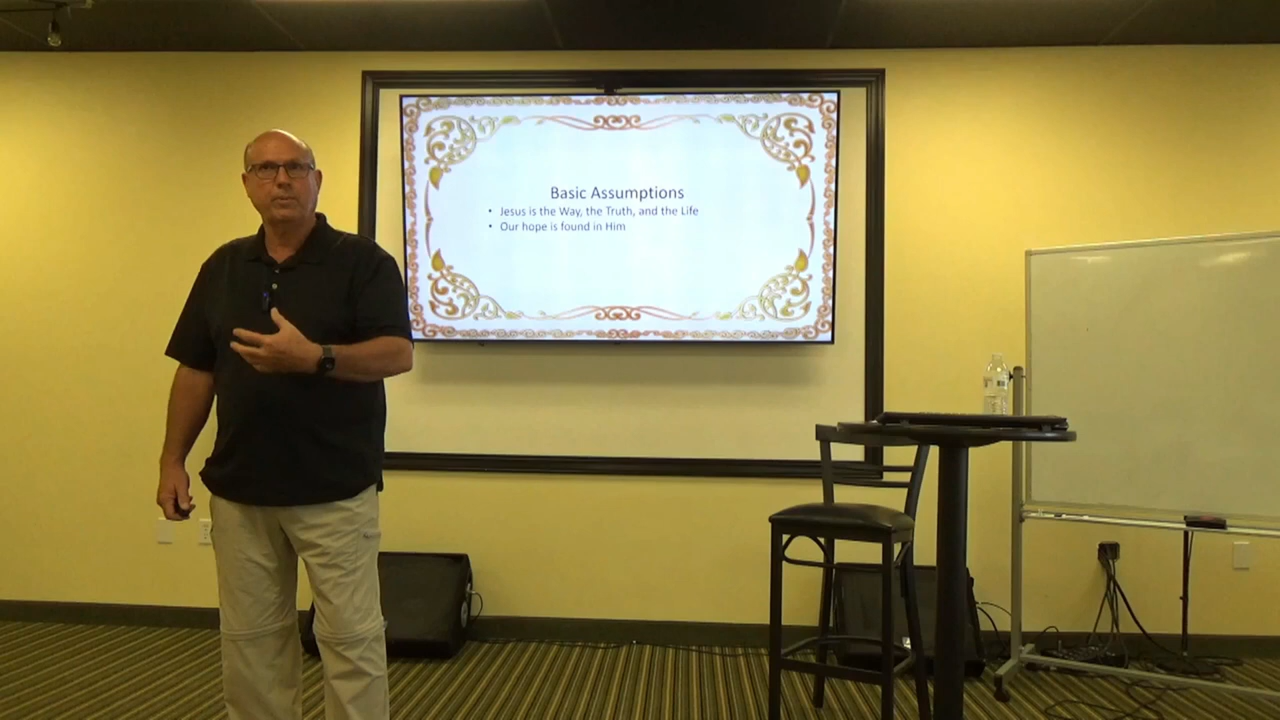 Basic Assumptions
• Jesus is the Way, the Truth, and the Life
• Our hope is found in Him